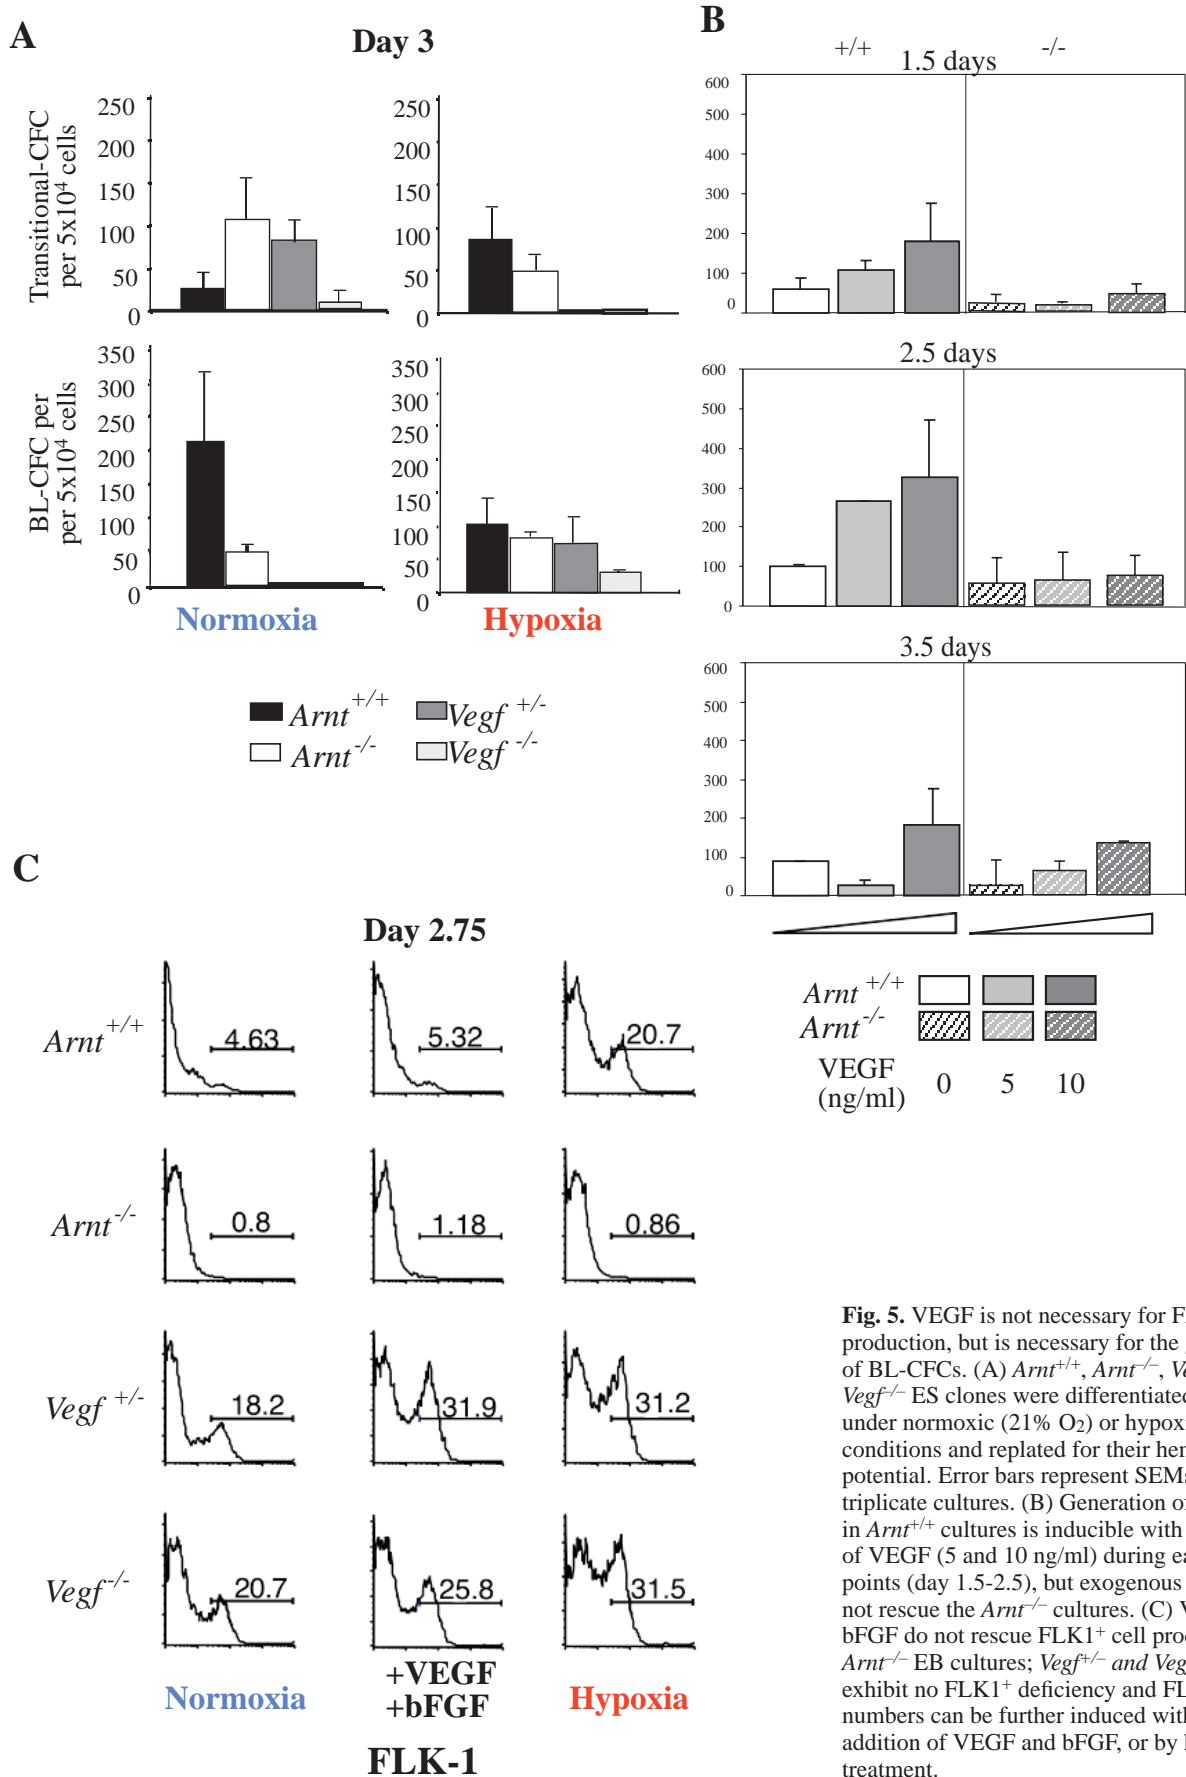 A
Day 3
Transitional-CFC
per 5x10⁴ cells
250
200
150
100
50
0
250
200
150
100
50
0
BL-CFC per
per 5x10⁴ cells
350
300
250
200
150
100
50
0
350
300
250
200
150
100
50
0
Normoxia
Hypoxia
Arnt +/+
Vegf +/-
Arnt -/-
Vegf -/-
B
+/+
-/-
1.5 days
600
500
400
300
200
100
0
2.5 days
600
500
400
300
200
100
0
3.5 days
600
500
400
300
200
100
0
Arnt +/+
Arnt -/-
VEGF
(ng/ml)
0
5
10
C
Day 2.75
Arnt +/+
4.63
5.32
20.7
Arnt -/-
0.8
1.18
0.86
Vegf +/-
18.2
31.9
31.2
Vegf -/-
20.7
25.8
31.5
Normoxia
+VEGF
+bFGF
Hypoxia
FLK-1
Fig. 5. VEGF is not necessary for
production, but is necessary for the
of BL-CFCs. (A) Arnt+/+, Arnt–/–,
Vegf–/– ES clones were differentiated
under normoxic (21% O2) or
conditions and replated for their
potential. Error bars represent SEMs
triplicate cultures. (B) Generation of
in Arnt+/+ cultures is inducible with
of VEGF (5 and 10 ng/ml) during
points (day 1.5-2.5), but exogenous
not rescue the Arnt–/– cultures. (C)
bFGF do not rescue FLK1+ cell
Arnt–/– EB cultures; Vegf+/– and
exhibit no FLK1+ deficiency and
numbers can be further induced with
addition of VEGF and bFGF, or by
treatment.